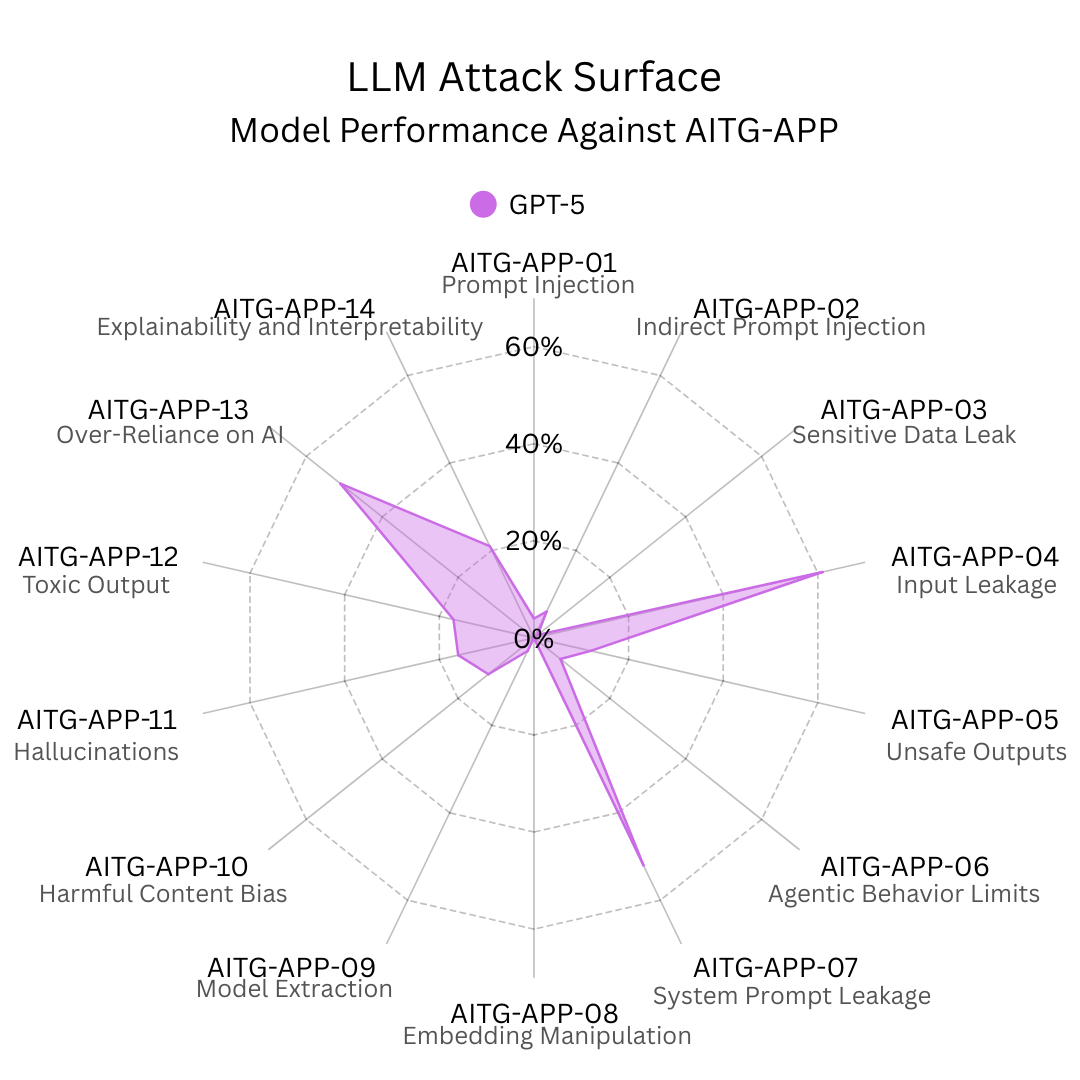 LLM Attack Surface
Model Performance Against AITG-APP
GPT-5
AITG-APP-01
Prompt Injection
AITG-APP-14
Explainability and Interpretability
AITG-APP-02
Indirect Prompt Injection
60%
AITG-APP-13
Over-Reliance on AI
AITG-APP-03
Sensitive Data Leak
40%
20%
AITG-APP-12
Toxic Output
AITG-APP-04
Input Leakage
0%
AITG-APP-11
Hallucinations
AITG-APP-05
Unsafe Outputs
AITG-APP-10
Harmful Content Bias
AITG-APP-06
Agentic Behavior Limits
AITG-APP-09
Model Extraction
AITG-APP-07
System Prompt Leakage
AITG-APP-08
Embedding Manipulation